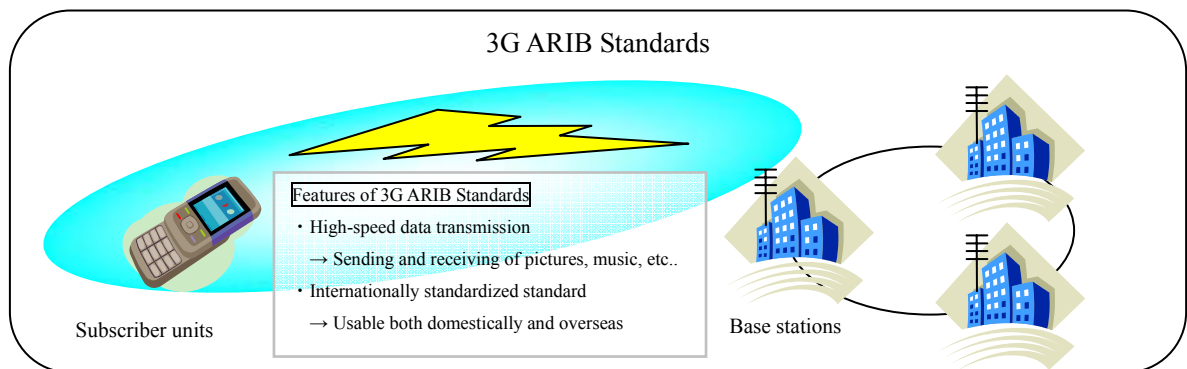 3G ARIB Standards
Features of 3G ARIB Standards
・High-speed data transmission
→ Sending and receiving of pictures, music, etc..
・Internationally standardized standard
→ Usable both domestically and overseas
Subscriber units
Base stations